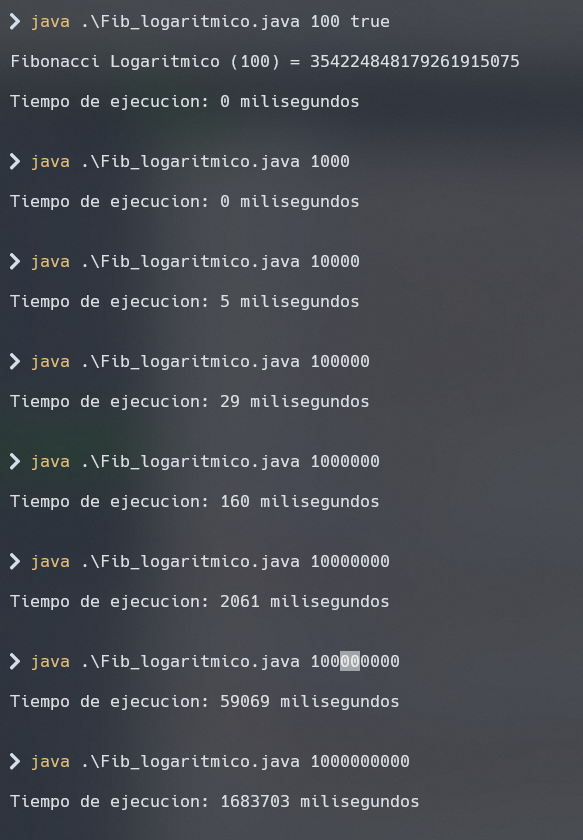 ❯ java .\Fib_logaritmico.java 100 true
Fibonacci Logaritmico (100) = 354224848179261915075
Tiempo de ejecucion: 0 milisegundos
❯ java .\Fib_logaritmico.java 1000
Tiempo de ejecucion: 0 milisegundos
❯ java .\Fib_logaritmico.java 10000
Tiempo de ejecucion: 5 milisegundos
❯ java .\Fib_logaritmico.java 100000
Tiempo de ejecucion: 29 milisegundos
❯ java .\Fib_logaritmico.java 1000000
Tiempo de ejecucion: 160 milisegundos
❯ java .\Fib_logaritmico.java 10000000
Tiempo de ejecucion: 2061 milisegundos
❯ java .\Fib_logaritmico.java 100000000
Tiempo de ejecucion: 59069 milisegundos
❯ java .\Fib_logaritmico.java 1000000000
Tiempo de ejecucion: 1683703 milisegundos